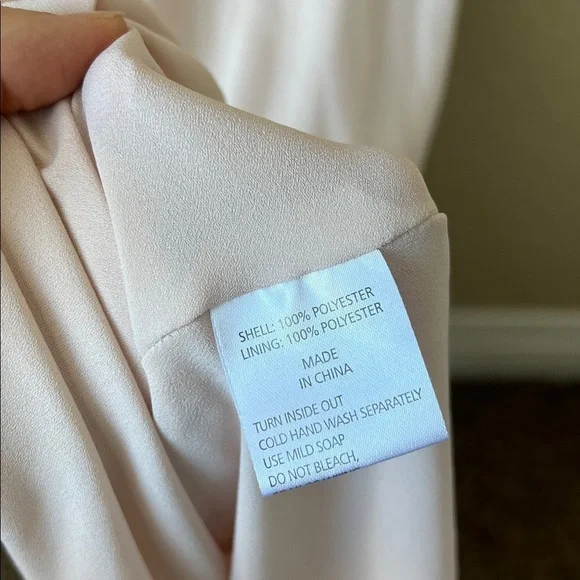 SHELL: 100% POLYESTER
LINING: 100% POLYESTER
MADE
IN CHINA
TURN INSIDE OUT
COLD HAND WASH SEPARATELY
USE MILD SOAP
DO NOT BLEACH,